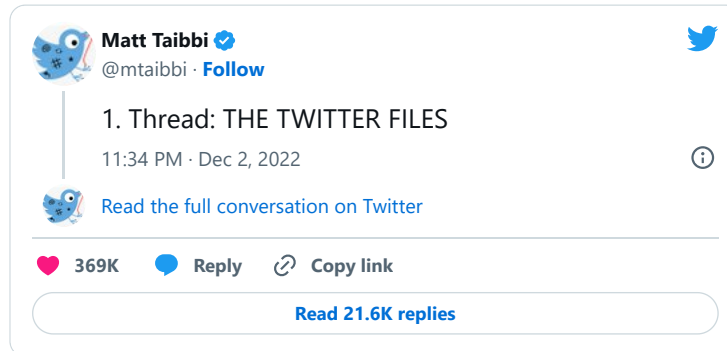 Matt Taibbi
@mtaibbi · Follow
1. Thread: THE TWITTER FILES
11:34 PM · Dec 2, 2022
Read the full conversation on Twitter
369K Reply Copy link
Read 21.6K replies